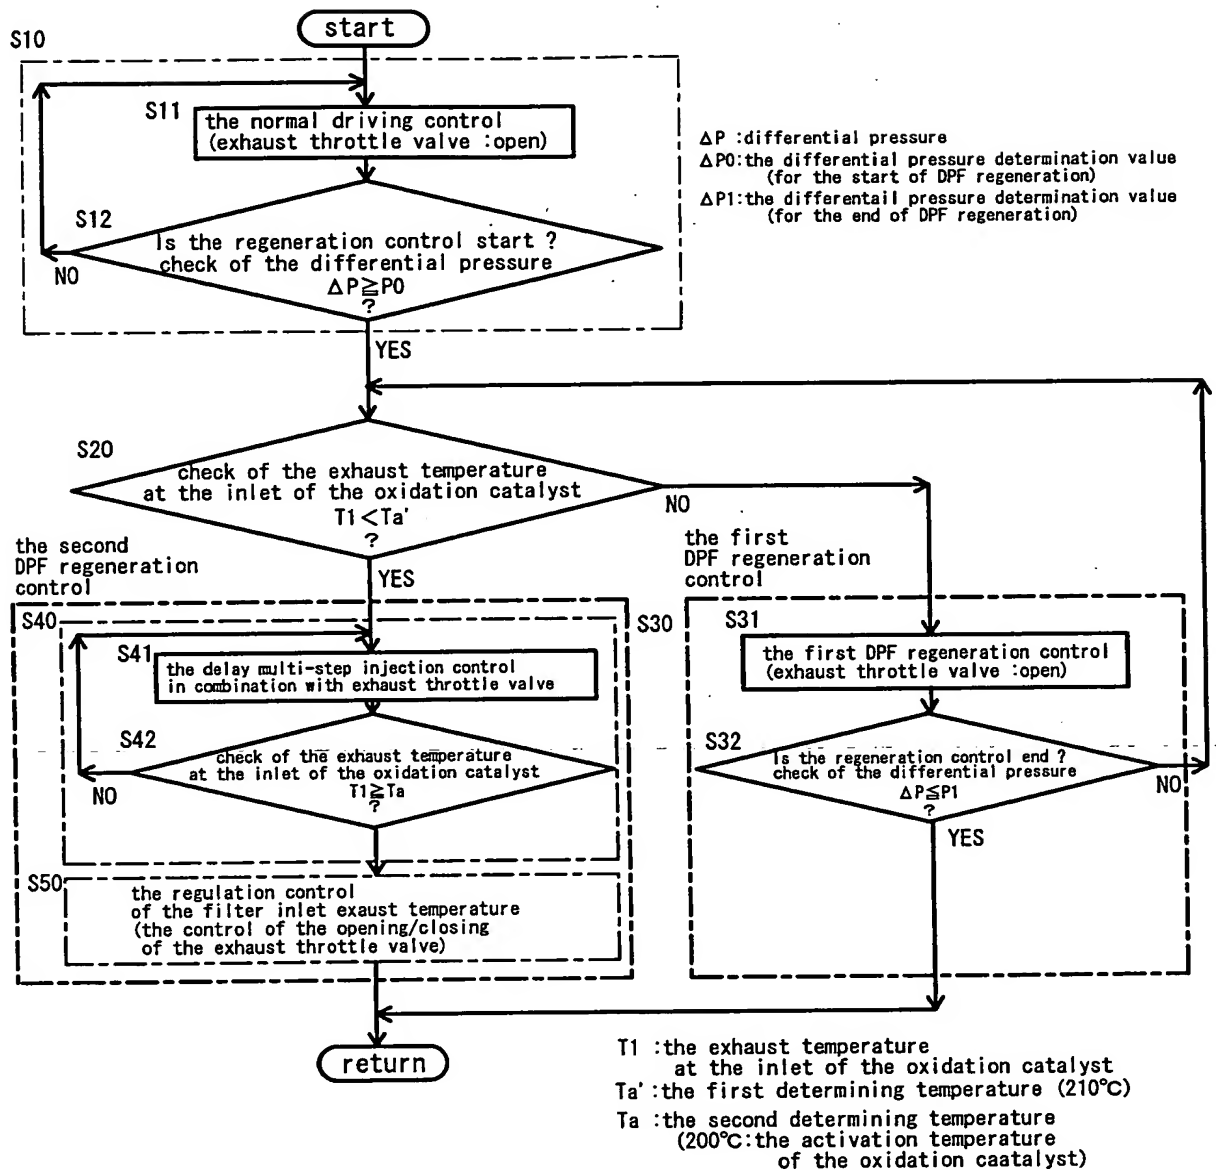 start
S10
S11
the normal driving control
(exhaust throttle valve :open)
ΔP :differential pressure
ΔP0:the differential pressure determination value
(for the start of DPF regeneration)
ΔP1:the differentail pressure determination value
(for the end of DPF regeneration)
S12
Is the regeneration control start ?
check of the differential pressure
ΔP≧P0
?
NO
YES
S20
check of the exhaust temperature
at the inlet of the oxidation catalyst
T1<Ta'
?
NO
YES
the second
DPF regeneration
control
the first
DPF regeneration
control
S40
S41
the delay multi-step injection control
in combination with exhaust throttle valve
S42
check of the exhaust temperature
at the inlet of the oxidation catalyst
T1≧Ta
?
NO
S30
S31
the first DPF regeneration control
(exhaust throttle valve :open)
S32
Is the regeneration control end ?
check of the differential pressure
ΔP≦P1
?
NO
YES
S50
the regulation control
of the filter inlet exaust temperature
(the control of the opening/closing
of the exhaust throttle valve)
return
T1 :the exhaust temperature
at the inlet of the oxidation catalyst
Ta' :the first determining temperature (210℃)
Ta :the second determining temperature
(200℃:the activation temperature
of the oxidation caatalyst)